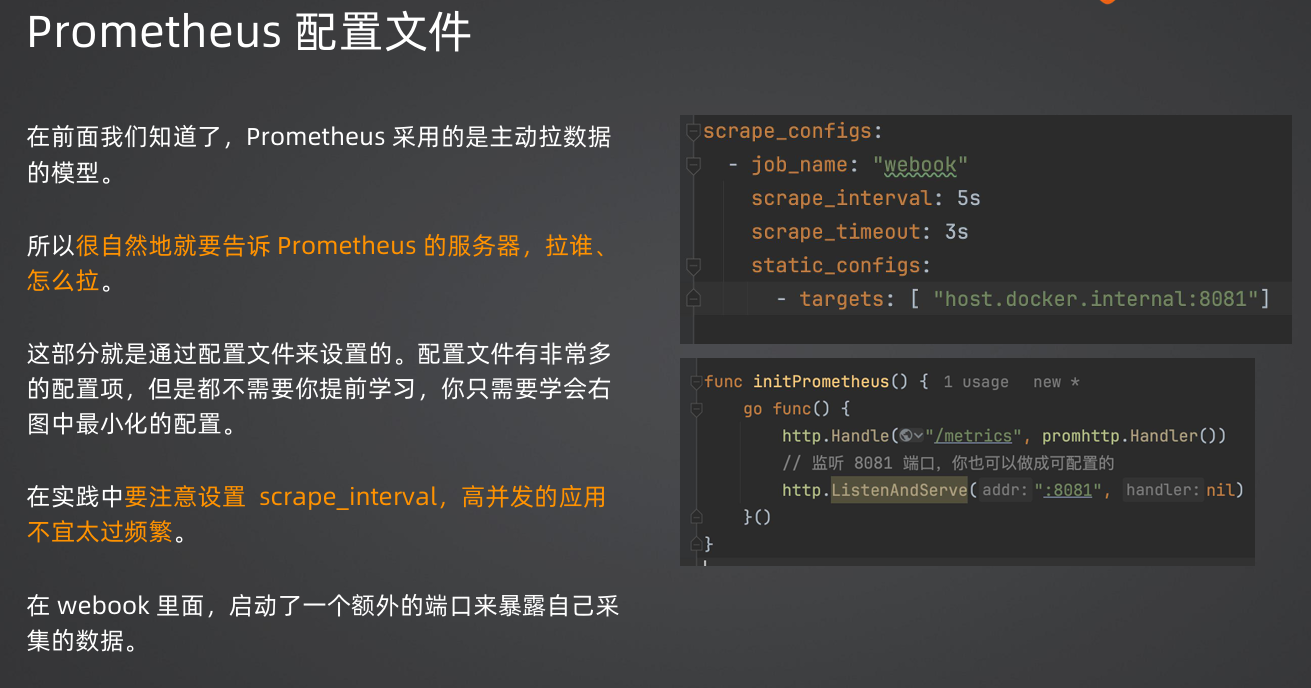 Prometheus 配置文件
在前面我们知道了，Prometheus 采用的是主动拉数据
的模型。
所以很自然地就要告诉 Prometheus 的服务器，拉谁、
怎么拉。
这部分就是通过配置文件来设置的。配置文件有非常多
的配置项，但是都不需要你提前学习，你只需要学会右
图中最小化的配置。
在实践中要注意设置 scrape_interval，高并发的应用
不宜太过频繁。
在 webook 里面，启动了一个额外的端口来暴露自己采
集的数据。
scrape_configs:
- job_name: "webook"
scrape_interval: 5s
scrape_timeout: 3s
static_configs:
- targets: [ "host.docker.internal:8081"]
func initPrometheus() { 1 usage new *
go func() {
http.Handle("/metrics", promhttp.Handler())
// 监听 8081 端口，你也可以做成可配置的
http.ListenAndServe( addr: ":8081", handler: nil)
}()
}